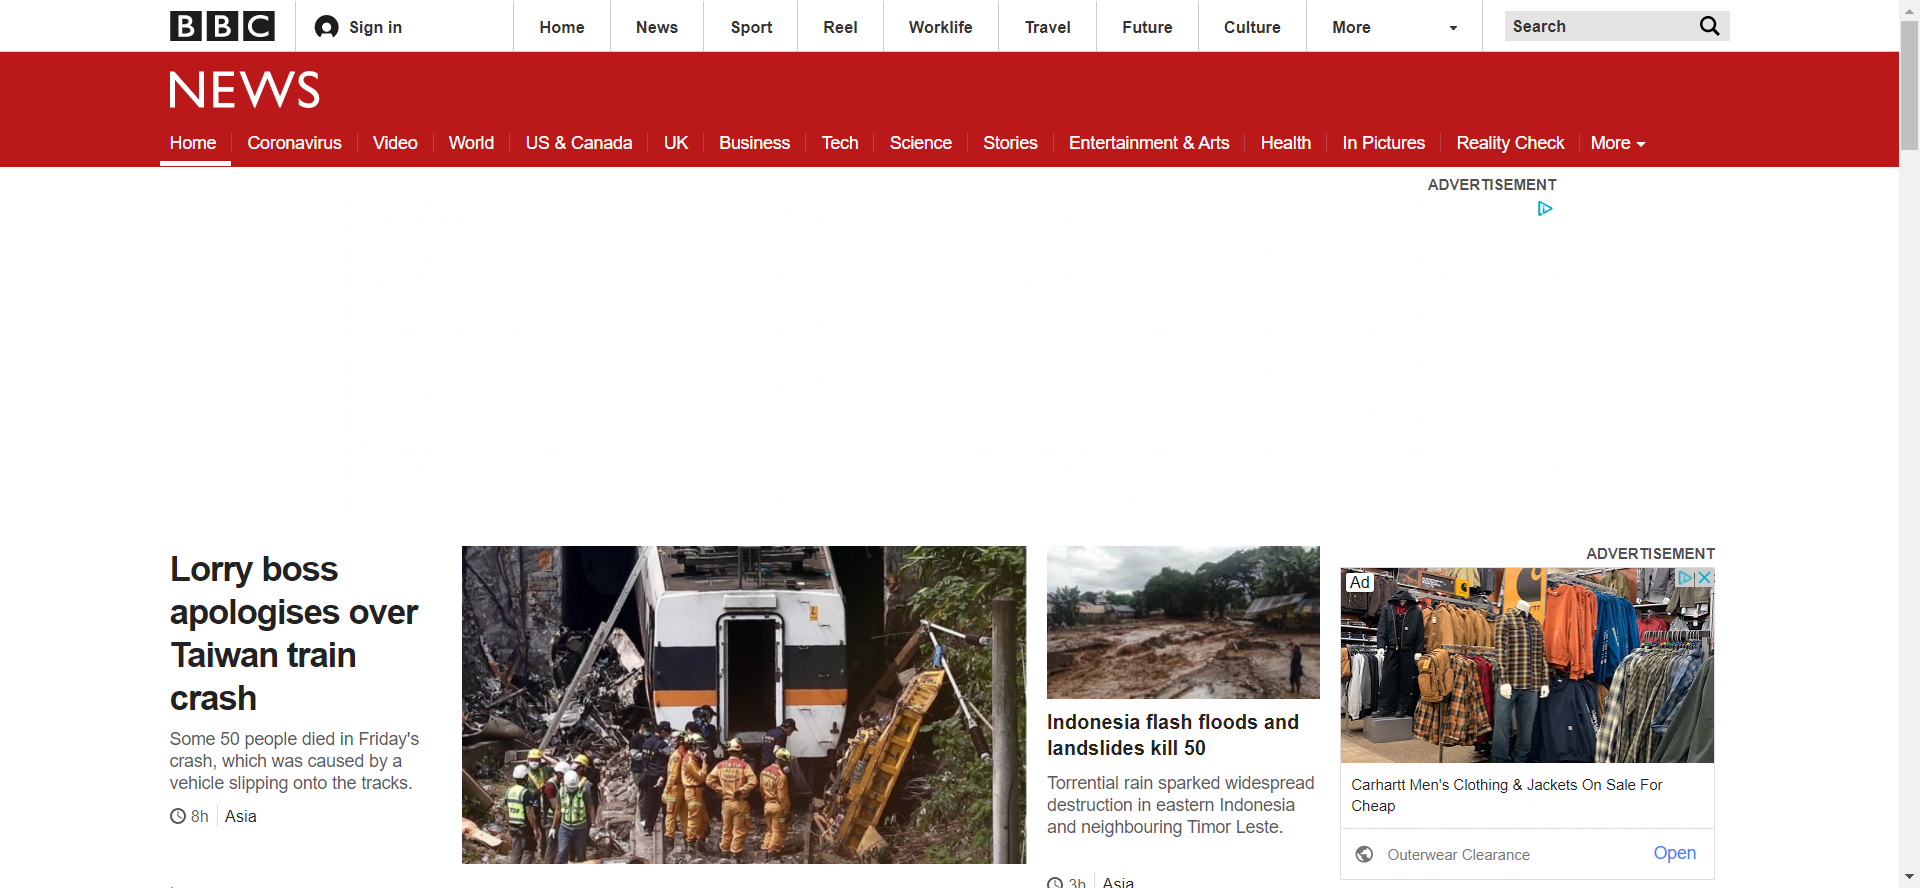 BBC
Sign in
Home
News
Sport
Reel
Worklife
Travel
Future
Culture
More
Search
NEWS
Home
Coronavirus
Video
World
US & Canada
UK
Business
Tech
Science
Stories
Entertainment & Arts
Health
In Pictures
Reality Check
More
ADVERTISEMENT
Lorry boss
apologises over
Taiwan train
crash
Some 50 people died in Friday's
crash, which was caused by a
vehicle slipping onto the tracks.
8h
Asia
Indonesia flash floods and
landslides kill 50
Torrential rain sparked widespread
destruction in eastern Indonesia
and neighbouring Timor Leste.
3h
Asia
ADVERTISEMENT
Ad
Carhartt Men's Clothing & Jackets On Sale For
Cheap
Outerwear Clearance
Open